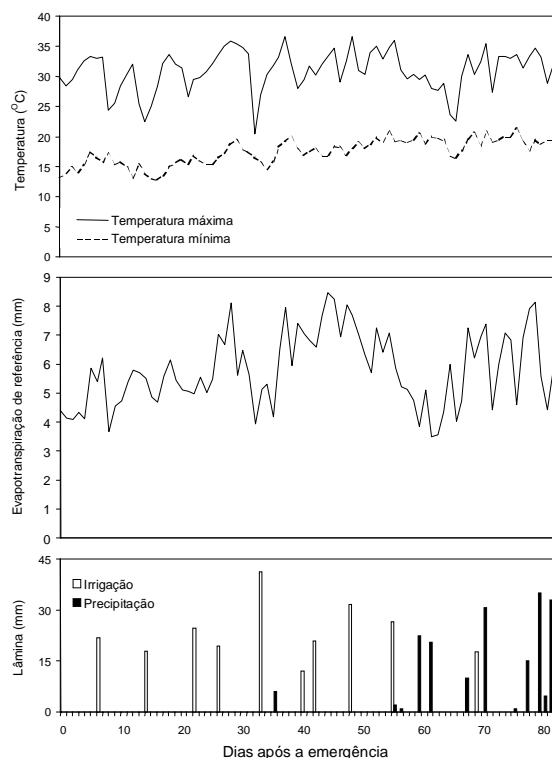 40
35
30
25
20
15
10
5
0
Temperatura (°C)
Temperatura máxima
Temperatura mínima
9
8
7
6
5
4
3
2
1
0
Evapotranspiração de referência (mm)
45
30
15
0
Lâmina (mm)
Irrigação
Precipitação
0 10 20 30 40 50 60 70 80
Dias após a emergência